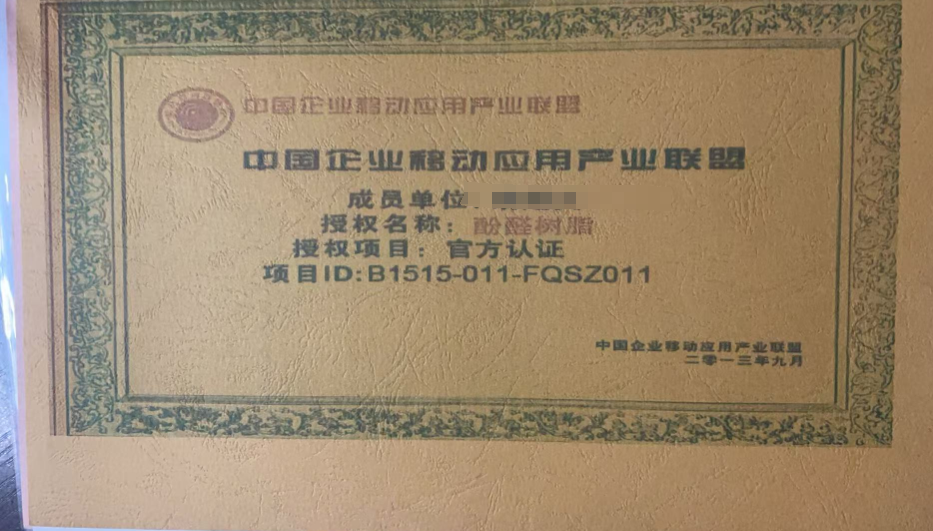 中国企业移动应用产业联盟
中国企业移动应用产业联盟
成员单位:
授权名称：酚醛树脂
授权项目：官方认证
项目ID:B1515-011-FQSZ011
中国企业移动应用产业联盟
二零一三年九月